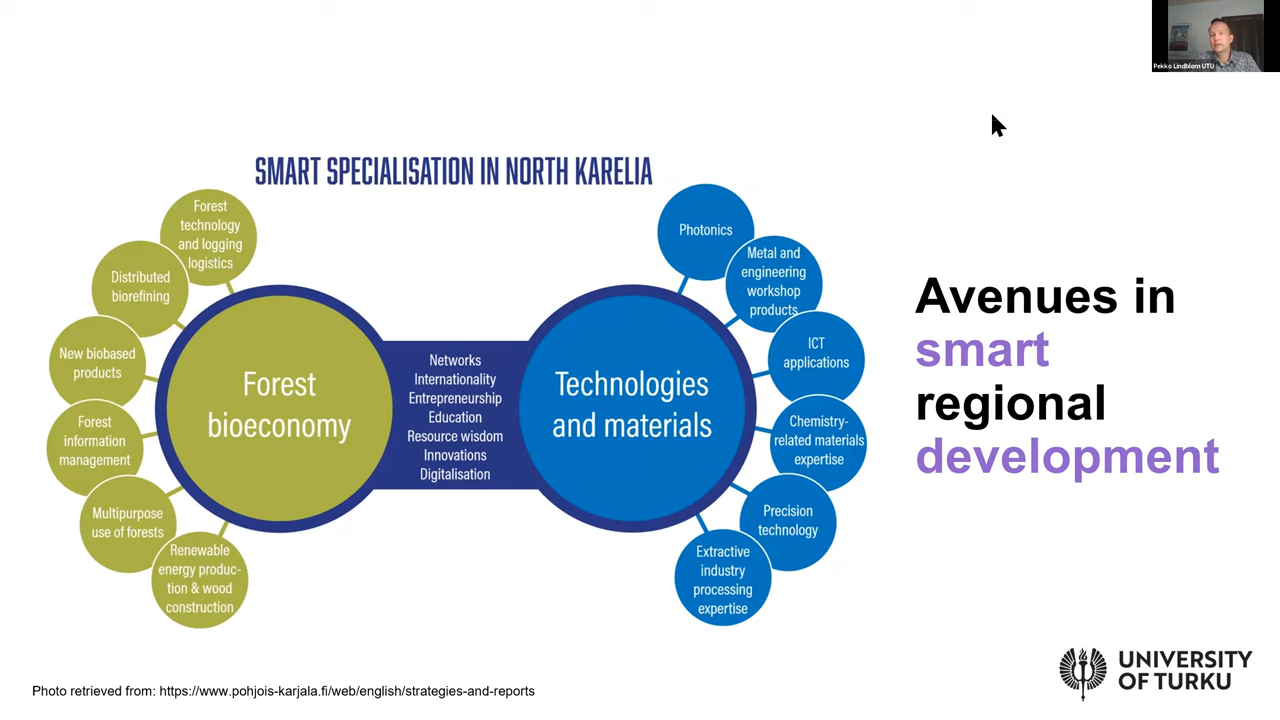 Pekko Lindblom UTU
SMART SPECIALISATION IN NORTH KARELIA
Forest
technology
and logging
logistics
Distributed
biorefining
New biobased
products
Forest
information
management
Multipurpose
use of forests
Renewable
energy produc-
tion & wood
construction
Forest
bioeconomy
Networks
Internationality
Entrepreneurship
Education
Resource wisdom
Innovations
Digitalisation
Technologies
and materials
Photonics
Metal and
engineering
workshop
products
ICT
applications
Chemistry-
related materials
expertise
Precision
technology
Extractive
industry
processing
expertise
Avenues in
smart
regional
development
Photo retrieved from: https://www.pohjois-karjala.fi/web/english/strategies-and-reports
UNIVERSITY
OF TURKU